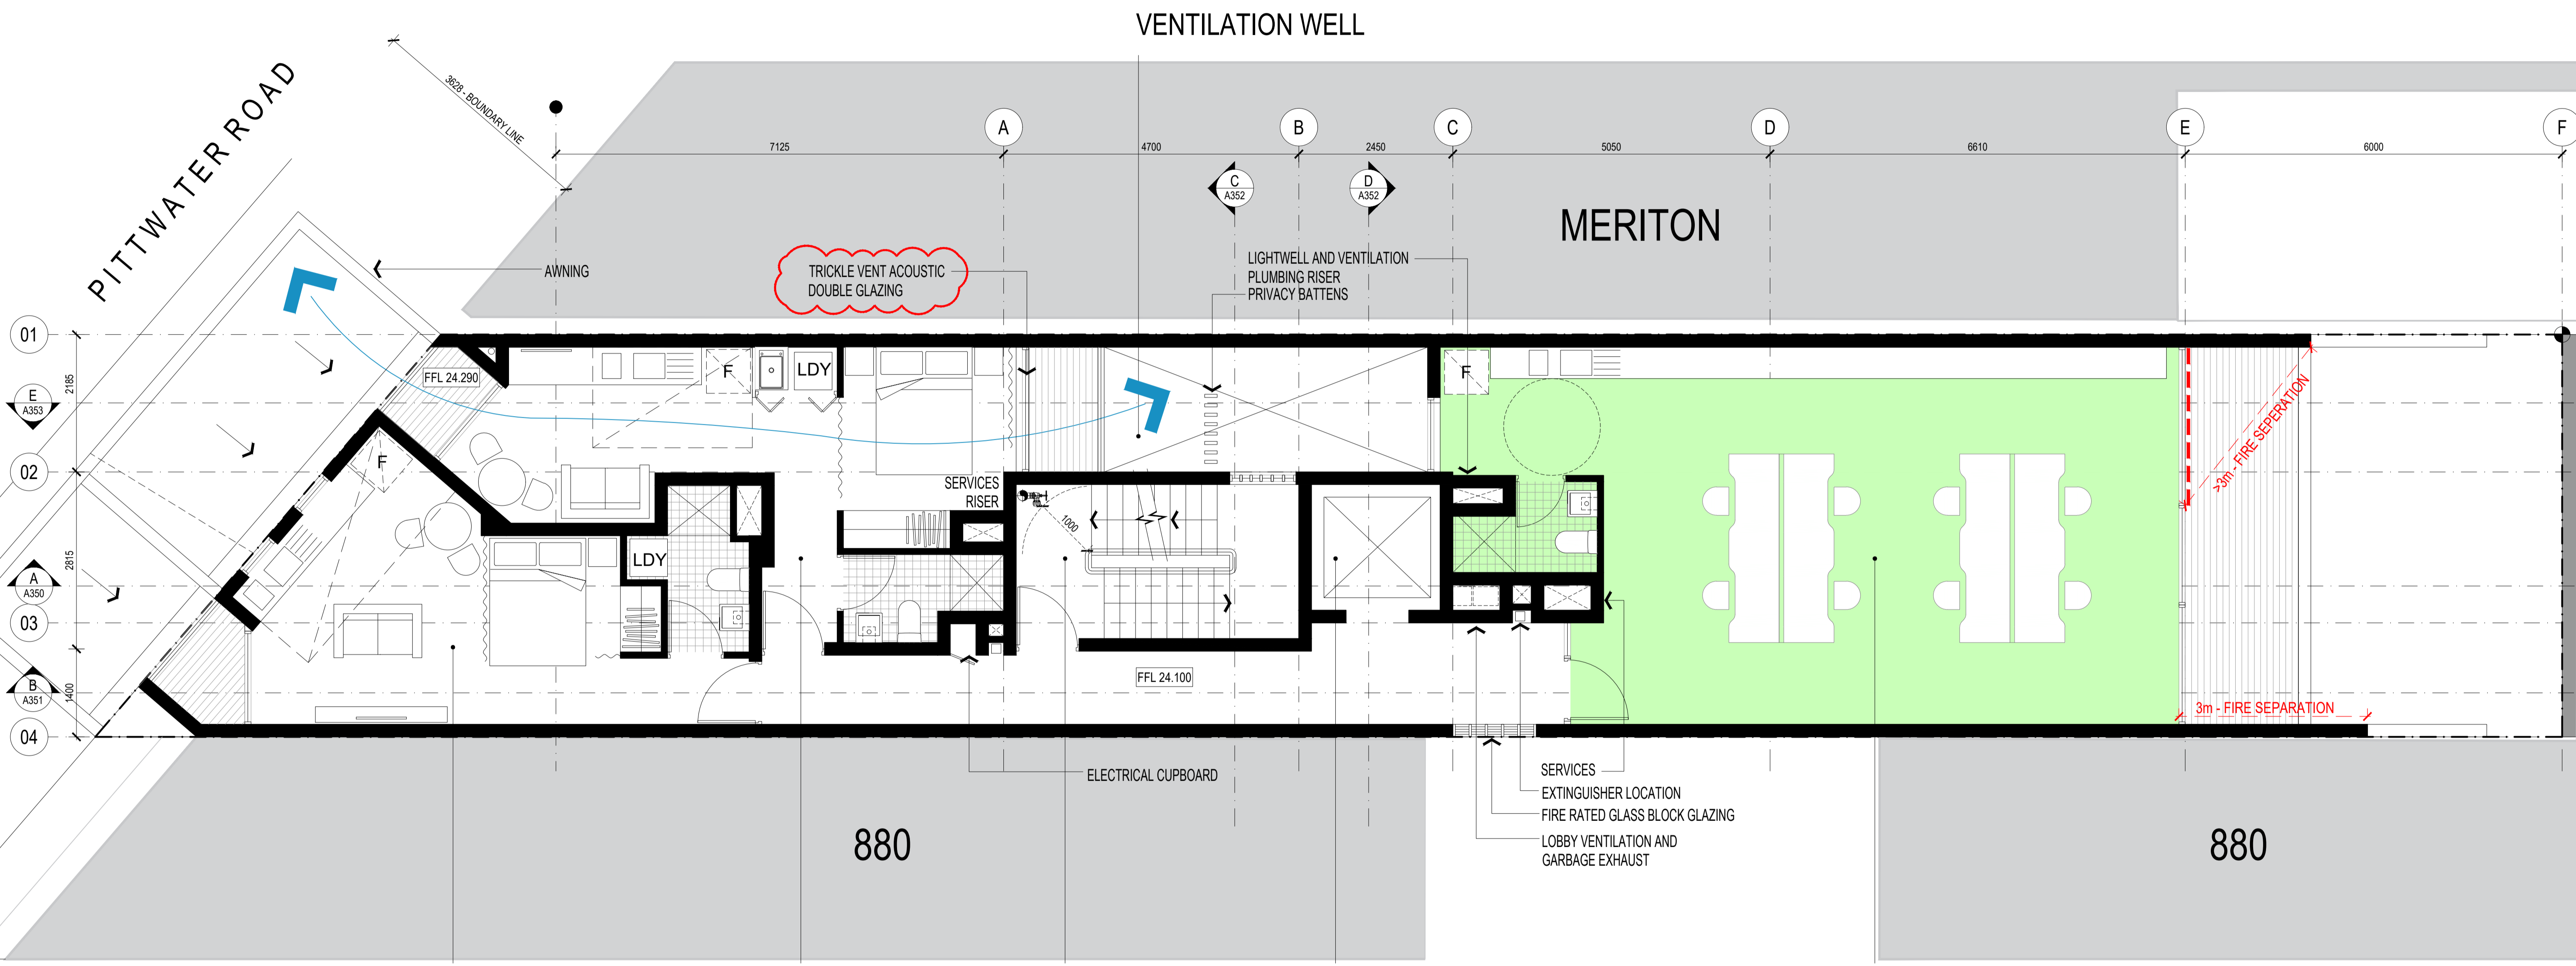 VENTILATION WELL
PITTWATER ROAD
3628 - BOUNDARY LINE
A
B
C
D
E
F
7125
4700
2450
5050
6610
6000
C
A352
D
A352
MERITON
AWNING
TRICKLE VENT ACOUSTIC
DOUBLE GLAZING
LIGHTWELL AND VENTILATION
PLUMBING RISER
PRIVACY BATTENS
01
2185
E
A353
02
2815
A
A350
03
1400
B
A351
04
FFL 24.290
F
LDY
F
F
>3m - FIRE SEPERATION
SERVICES
RISER
1000
LDY
FFL 24.100
3m - FIRE SEPARATION
ELECTRICAL CUPBOARD
SERVICES
EXTINGUISHER LOCATION
FIRE RATED GLASS BLOCK GLAZING
LOBBY VENTILATION AND
GARBAGE EXHAUST
880
880